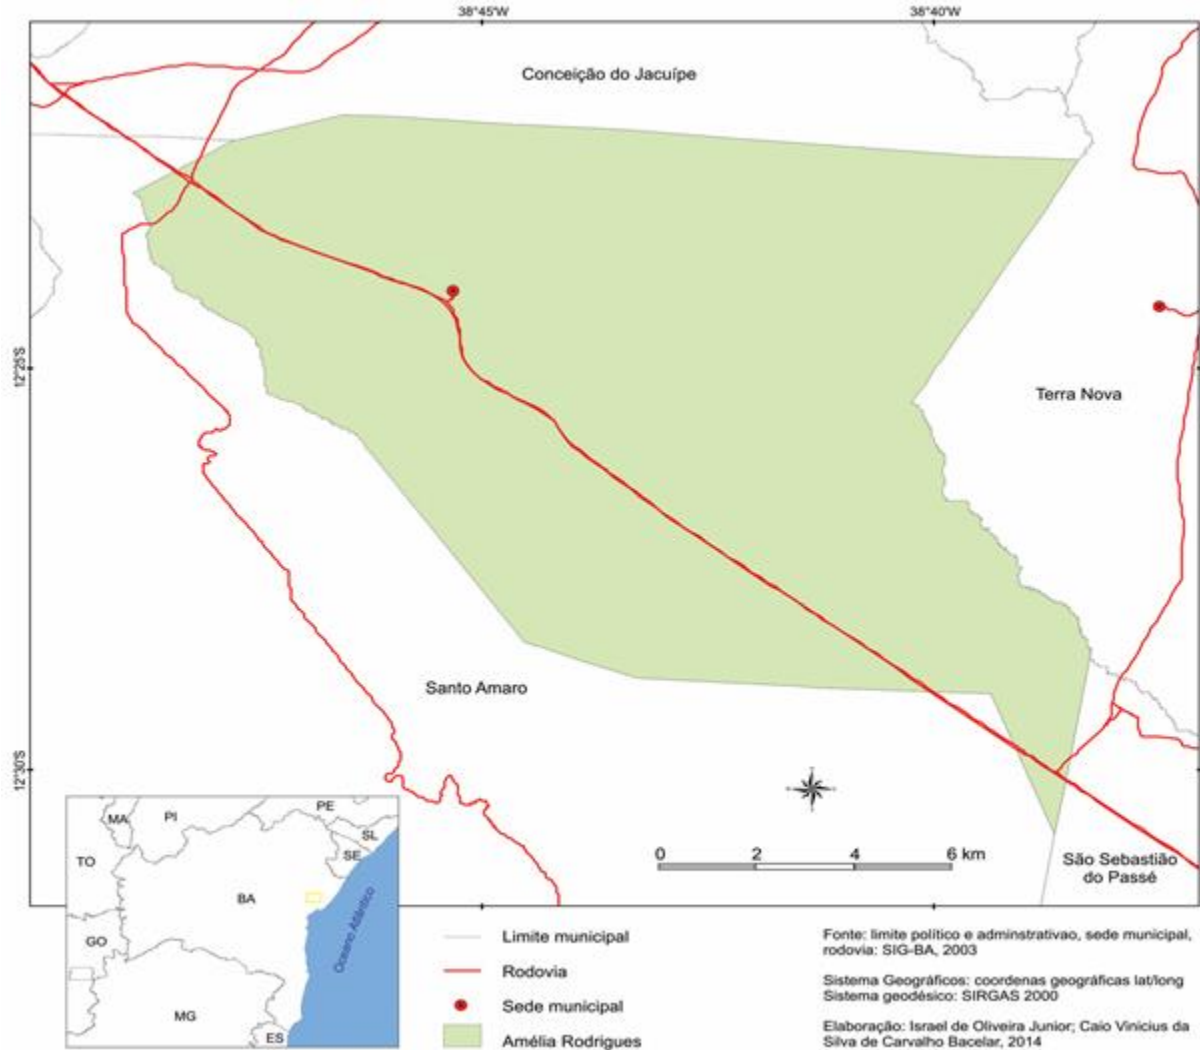 38°45'W
38°40'W
Conceição do Jacuípe
12°25'S
Terra Nova
Santo Amaro
12°30'S
0 2 4 6 km
São Sebastião
do Passé
MA
PI
PE
SL
SE
TO
BA
GO
MG
ES
Oceano Atlântico
Limite municipal
Rodovia
Sede municipal
Amélia Rodrigues
Fonte: limite político e adminstrativao, sede municipal,
rodovia: SIG-BA, 2003
Sistema Geográficos: coordenas geográficas lat/long
Sistema geodésico: SIRGAS 2000
Elaboração: Israel de Oliveira Junior; Caio Vinicius da
Silva de Carvalho Bacelar, 2014